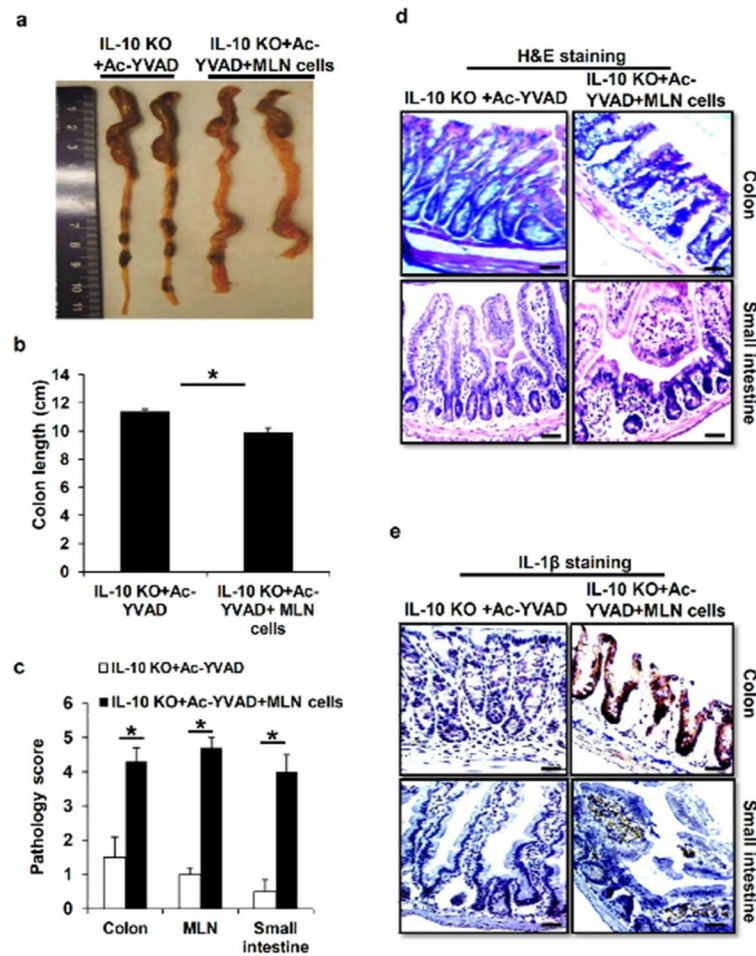 a
IL-10 KO
+Ac-YVAD
IL-10 KO+Ac-
YVAD+MLN cells
1 2 3 4 5 6 7 8 9 10 11
b
*
Colon length (cm)
14
12
10
8
6
4
2
0
IL-10 KO+Ac-
YVAD
IL-10 KO+Ac-
YVAD+ MLN
cells
c
IL-10 KO+Ac-YVAD
IL-10 KO+Ac-YVAD+MLN cells
Pathology score
6
5
4
3
2
1
0
*
*
*
Colon
MLN
Small
intestine
d
H&E staining
IL-10 KO +Ac-YVAD
IL-10 KO+Ac-
YVAD+MLN cells
Colon
Small intestine
e
IL-1β staining
IL-10 KO +Ac-YVAD
IL-10 KO+Ac-
YVAD+MLN cells
Colon
Small intestine